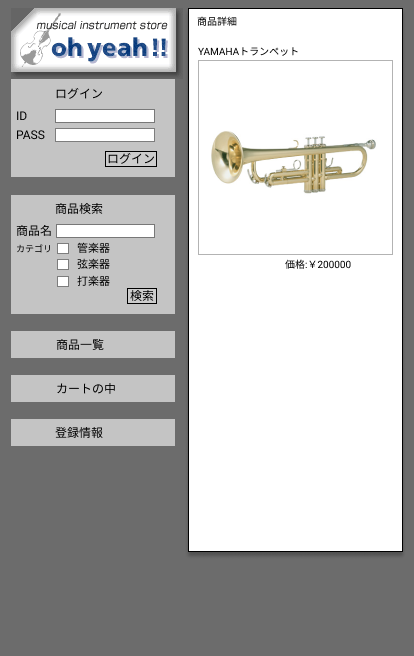 musical instrument store
oh yeah!!
ログイン
ID
PASS
ログイン
商品検索
商品名
カテゴリ 管楽器
弦楽器
打楽器
検索
商品一覧
カートの中
登録情報
商品詳細
YAMAHAトランペット
価格:￥200000